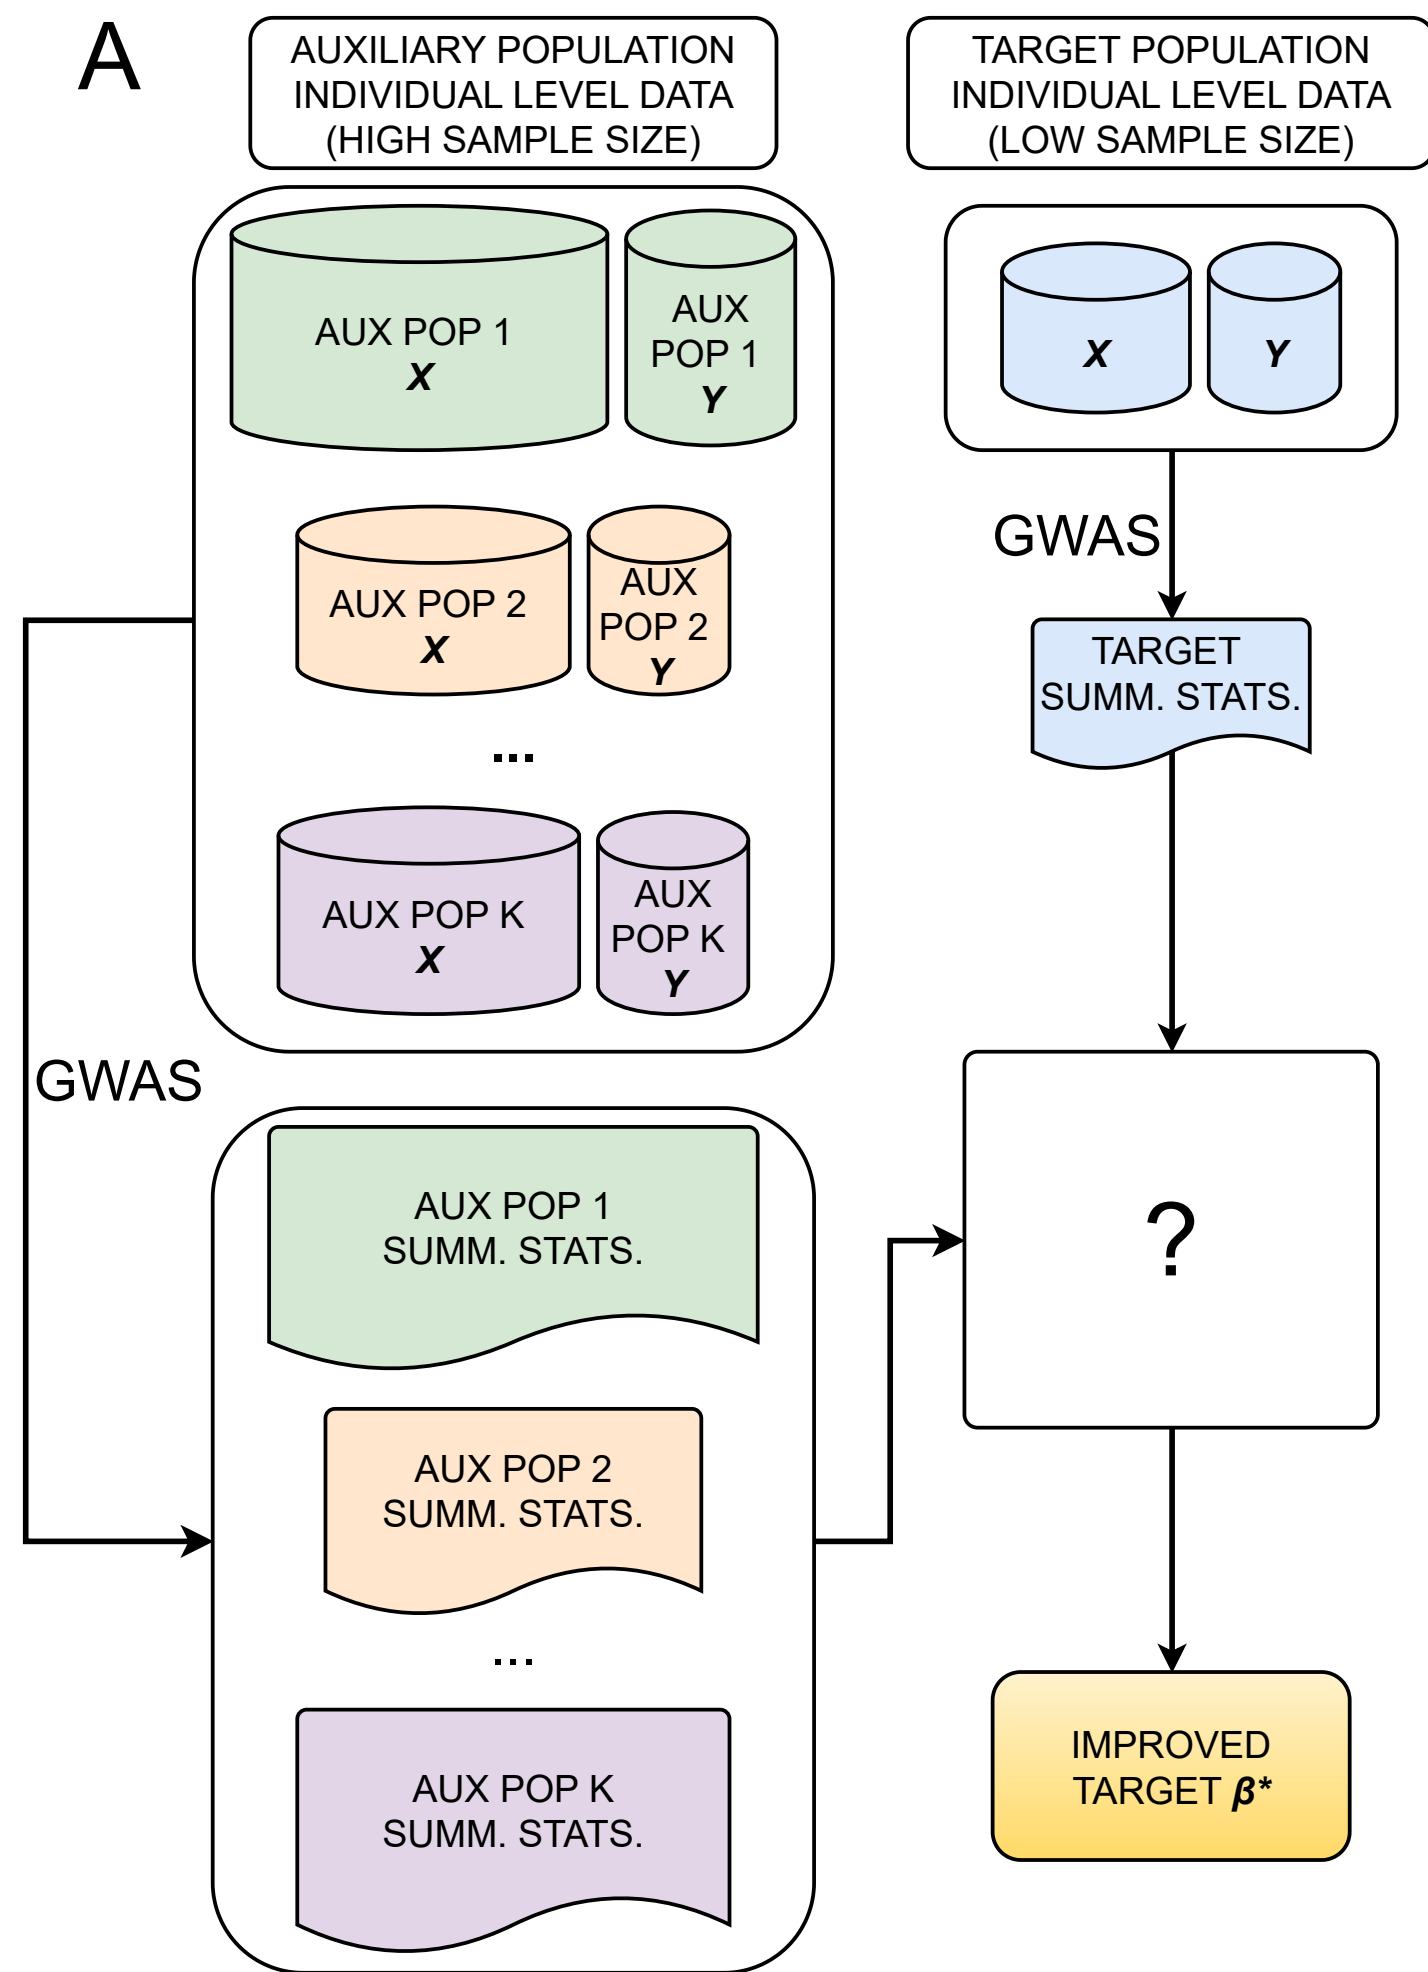 A
AUXILIARY POPULATION
INDIVIDUAL LEVEL DATA
(HIGH SAMPLE SIZE)
TARGET POPULATION
INDIVIDUAL LEVEL DATA
(LOW SAMPLE SIZE)
AUX POP 1
X
AUX
POP 1
Y
X
Y
GWAS
AUX POP 2
X
AUX
POP 2
Y
TARGET
SUMM. STATS.
...
AUX POP K
X
AUX
POP K
Y
GWAS
AUX POP 1
SUMM. STATS.
?
AUX POP 2
SUMM. STATS.
...
AUX POP K
SUMM. STATS.
IMPROVED
TARGET β*